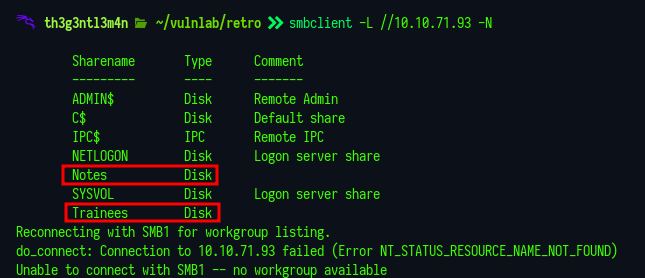 th3g3ntl3m4n ~/vulnlab/retro >> smbclient -L //10.10.71.93 -N
Sharename Type Comment
--------- ---- -------
ADMIN$ Disk Remote Admin
C$ Disk Default share
IPC$ IPC Remote IPC
NETLOGON Disk Logon server share
Notes Disk
SYSVOL Disk Logon server share
Trainees Disk
Reconnecting with SMB1 for workgroup listing.
do_connect: Connection to 10.10.71.93 failed (Error NT_STATUS_RESOURCE_NAME_NOT_FOUND)
Unable to connect with SMB1 -- no workgroup available